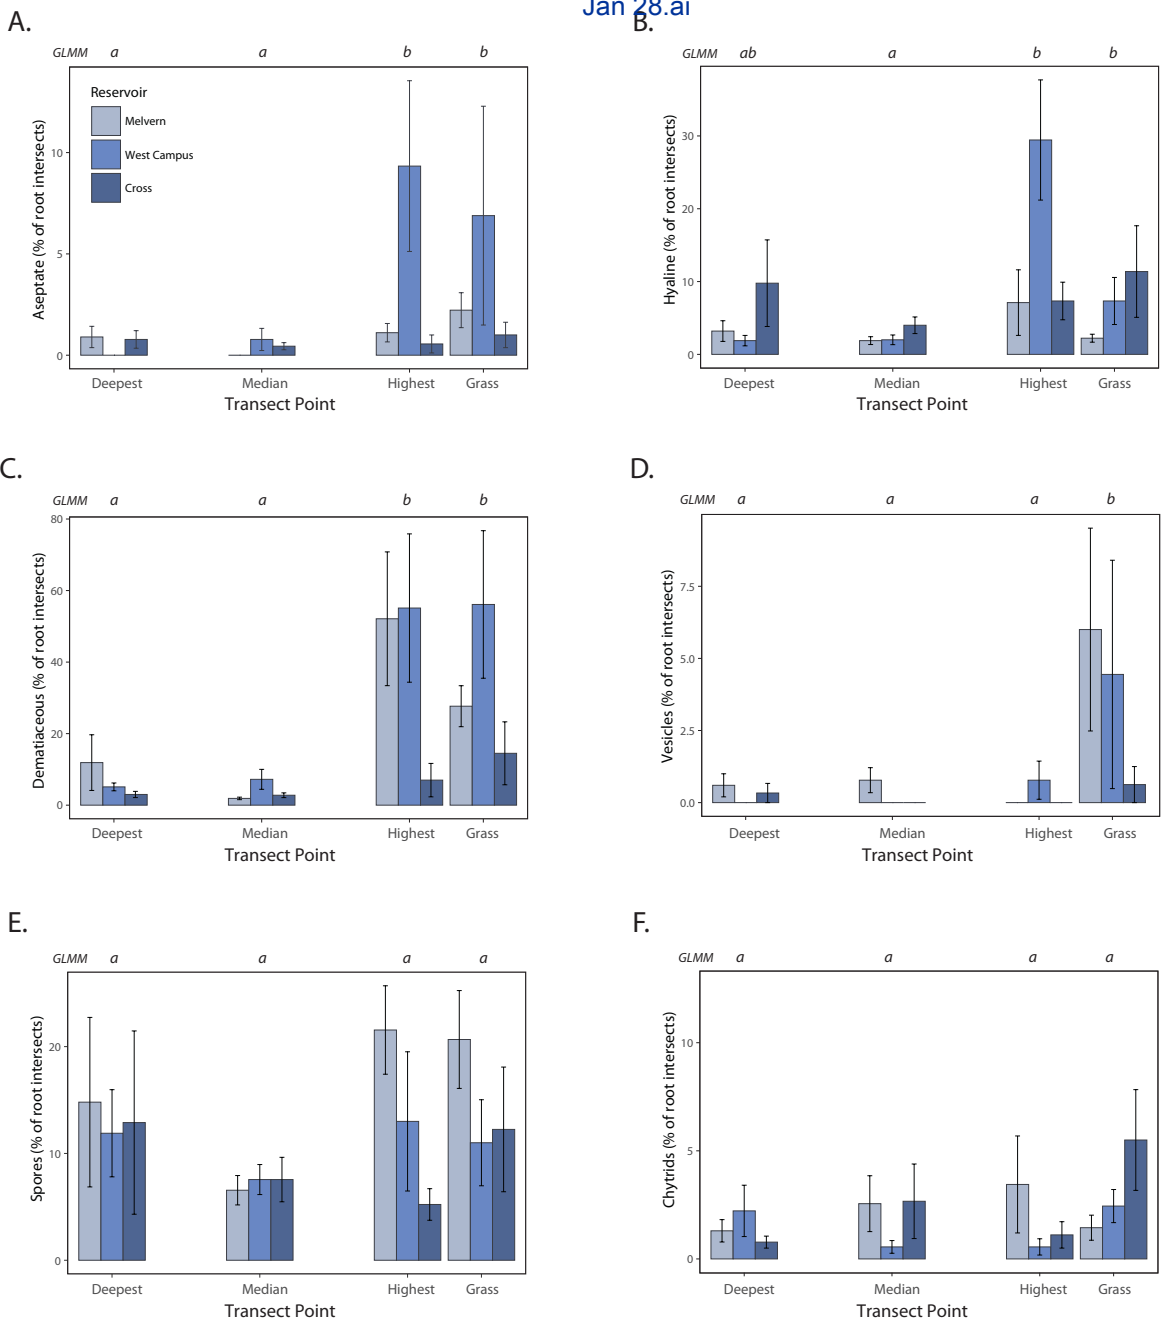 Jan 28.ai
A.
GLMM a a b b
Reservoir
Melvern
West Campus
Cross
Aseptate (% of root intersects)
10
5
0
Deepest Median Highest Grass
Transect Point
B.
GLMM ab a b b
Hyaline (% of root intersects)
30
20
10
0
Deepest Median Highest Grass
Transect Point
C.
GLMM a a b b
Dematiaceous (% of root intersects)
80
60
40
20
0
Deepest Median Highest Grass
Transect Point
D.
GLMM a a a b
Vesicles (% of root intersects)
7.5
5.0
2.5
0.0
Deepest Median Highest Grass
Transect Point
E.
GLMM a a a a
Spores (% of root intersects)
20
10
0
Deepest Median Highest Grass
Transect Point
F.
GLMM a a a a
Chytrids (% of root intersects)
10
5
0
Deepest Median Highest Grass
Transect Point